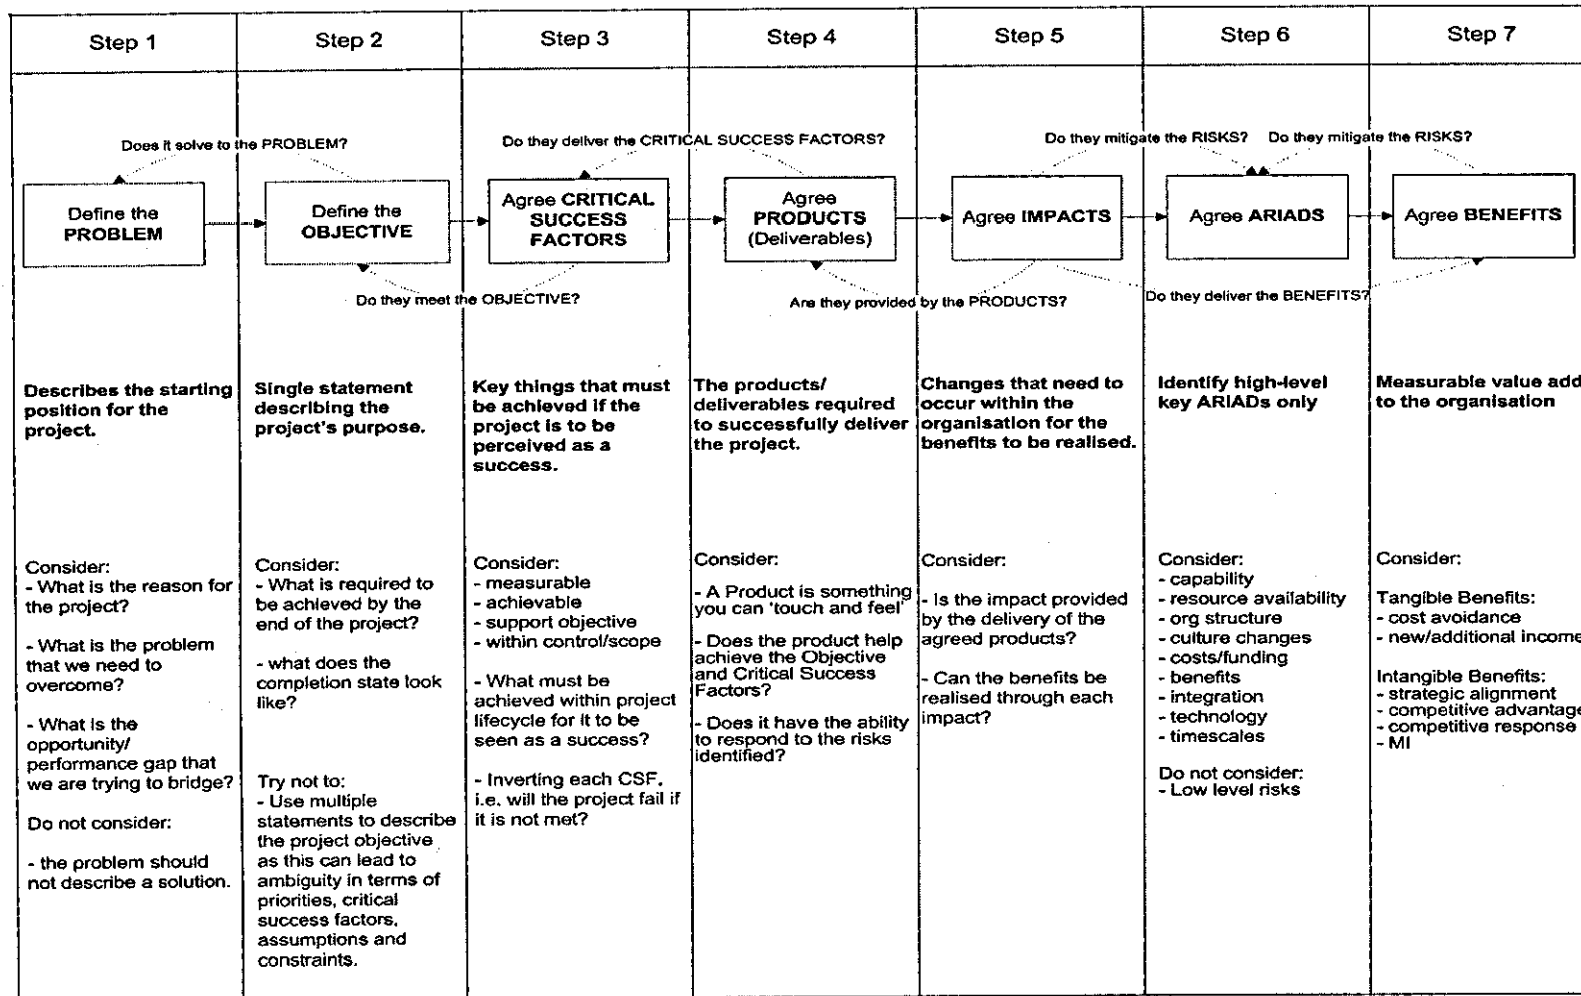 Step 1
Step 2
Step 3
Step 4
Step 5
Step 6
Step 7
Does it solve to the PROBLEM?
Do they deliver the CRITICAL SUCCESS FACTORS?
Do they mitigate the RISKS?
Do they mitigate the RISKS?
Define the
PROBLEM
Define the
OBJECTIVE
Agree CRITICAL
SUCCESS
FACTORS
Agree
PRODUCTS
(Deliverables)
Agree IMPACTS
Agree ARIADS
Agree BENEFITS
Do they meet the OBJECTIVE?
Are they provided by the PRODUCTS?
Do they deliver the BENEFITS?
Describes the starting
position for the
project.
Single statement
describing the
project's purpose.
Key things that must
be achieved if the
project is to be
perceived as a
success.
The products/
deliverables required
to successfully deliver
the project.
Changes that need to
occur within the
organisation for the
benefits to be realised.
Identify high-level
key ARIADs only
Measurable value add
to the organisation
Consider:
- What is the reason for
the project?
- What is the problem
that we need to
overcome?
- What is the
opportunity/
performance gap that
we are trying to bridge?
Do not consider:
- the problem should
not describe a solution.
Consider:
- What is required to
be achieved by the
end of the project?
- what does the
completion state look
like?
Try not to:
- Use multiple
statements to describe
the project objective
as this can lead to
ambiguity in terms of
priorities, critical
success factors,
assumptions and
constraints.
Consider:
- measurable
- achievable
- support objective
- within control/scope
- What must be
achieved within project
lifecycle for it to be
seen as a success?
- Inverting each CSF,
i.e. will the project fail if
it is not met?
Consider:
- A Product is something
you can 'touch and feel'
- Does the product help
achieve the Objective
and Critical Success
Factors?
- Does it have the ability
to respond to the risks
identified?
Consider:
- Is the impact provided
by the delivery of the
agreed products?
- Can the benefits be
realised through each
impact?
Consider:
- capability
- resource availability
- org structure
- culture changes
- costs/funding
- benefits
- integration
- technology
- timescales
Do not consider:
- Low level risks
Consider:
Tangible Benefits:
- cost avoidance
- new/additional income
Intangible Benefits:
- strategic alignment
- competitive advantage
- competitive response
- MI